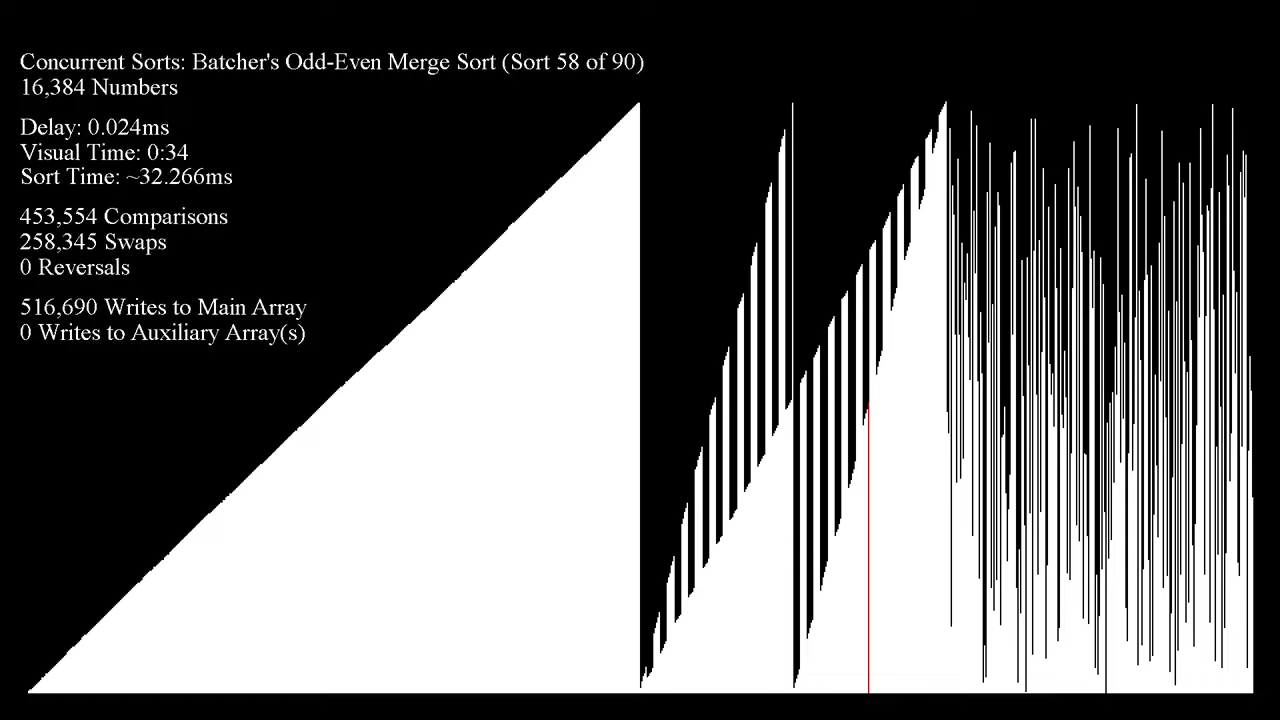 Concurrent Sorts: Batcher's Odd-Even Merge Sort (Sort 58 of 90)
16,384 Numbers
Delay: 0.024ms
Visual Time: 0:34
Sort Time: ~32.266ms
453,554 Comparisons
258,345 Swaps
0 Reversals
516,690 Writes to Main Array
0 Writes to Auxiliary Array(s)